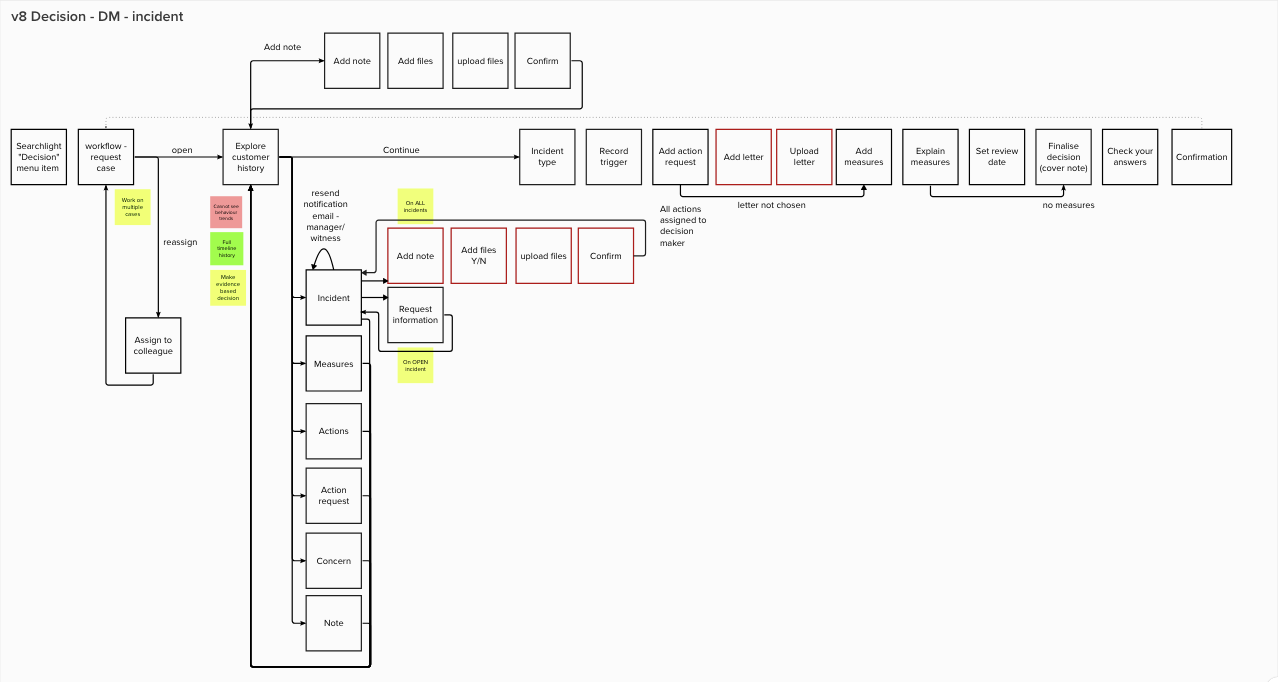 v8 Decision - DM - incident
Add note
Add note
Add files
upload files
Confirm
Searchlight
"Decision"
menu item
workflow -
request
case
open
Explore
customer
history
Continue
Incident
type
Record
trigger
Add action
request
Add letter
Upload
letter
Add
measures
Explain
measures
Set review
date
Finalise
decision
(cover note)
Check your
answers
Confirmation
Work on
multiple
cases
reassign
Cannot see
behaviour
trends
Full
timeline
history
Make
evidence
based
decision
resend
notification
email -
manager/
witness
On ALL
incidents
All actions
assigned to
decision
maker
letter not chosen
no measures
Add note
Add files
Y/N
upload files
Confirm
Incident
Request
information
On OPEN
incident
Assign to
colleague
Measures
Actions
Action
request
Concern
Note